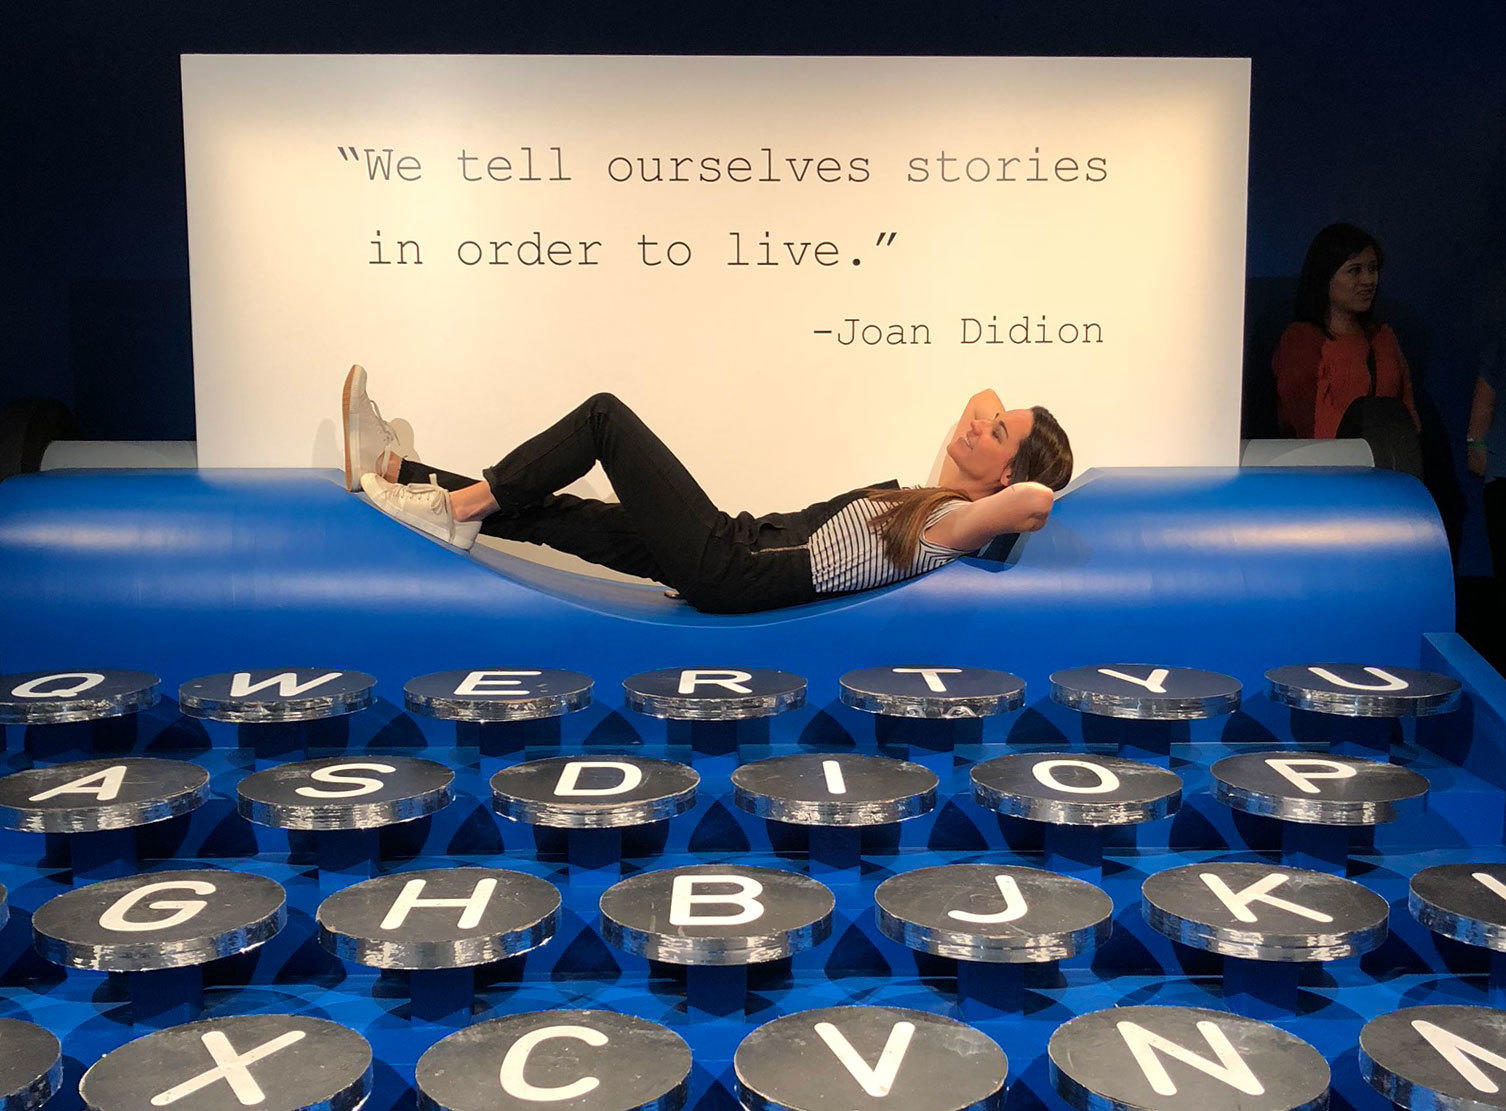 “We tell ourselves stories
in order to live.”
-Joan Didion
Q W E R T Y U
A S D I O P
G H B J K
X C V N